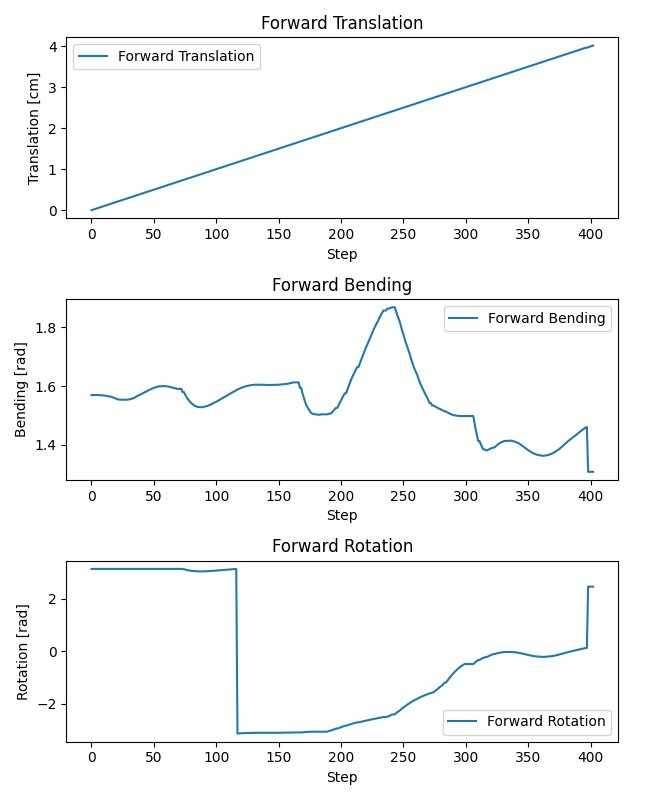 Forward Translation
Forward Translation
Translation [cm]
4
3
2
1
0
0 50 100 150 200 250 300 350 400
Step
Forward Bending
Forward Bending
Bending [rad]
1.8
1.6
1.4
0 50 100 150 200 250 300 350 400
Step
Forward Rotation
Rotation [rad]
2
0
−2
Forward Rotation
0 50 100 150 200 250 300 350 400
Step